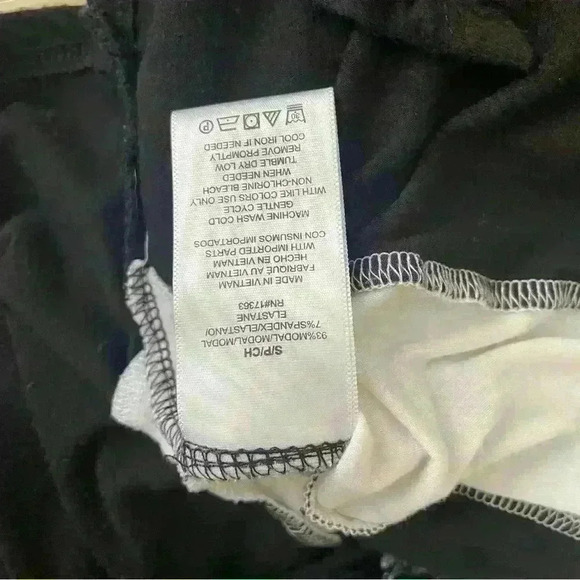 S/P/CH
93%MODAL/MODAL/MODAL
7%SPANDEX/ELASTANO/
ELASTANE
RN#17363
MADE IN VIETNAM
FABRIQUÉ AU VIETNAM
HECHO EN VIETNAM
WITH IMPORTED PARTS
CON INSUMOS IMPORTADOS
MACHINE WASH COLD
GENTLE CYCLE
WITH LIKE COLORS USE ONLY
NON-CHLORINE BLEACH
WHEN NEEDED
TUMBLE DRY LOW
REMOVE PROMPTLY
COOL IRON IF NEEDED
30
P